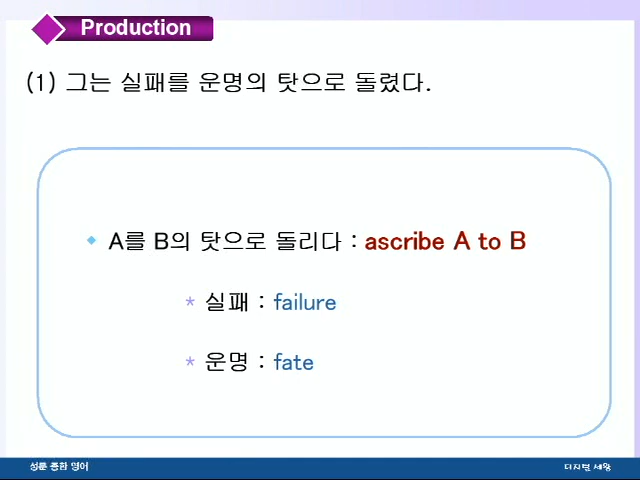 Production
(1) 그는 실패를 운명의 탓으로 돌렸다.
A를 B의 탓으로 돌리다 : ascribe A to B
* 실패 : failure
* 운명 : fate
성문 종합 영어
디지털 세왕